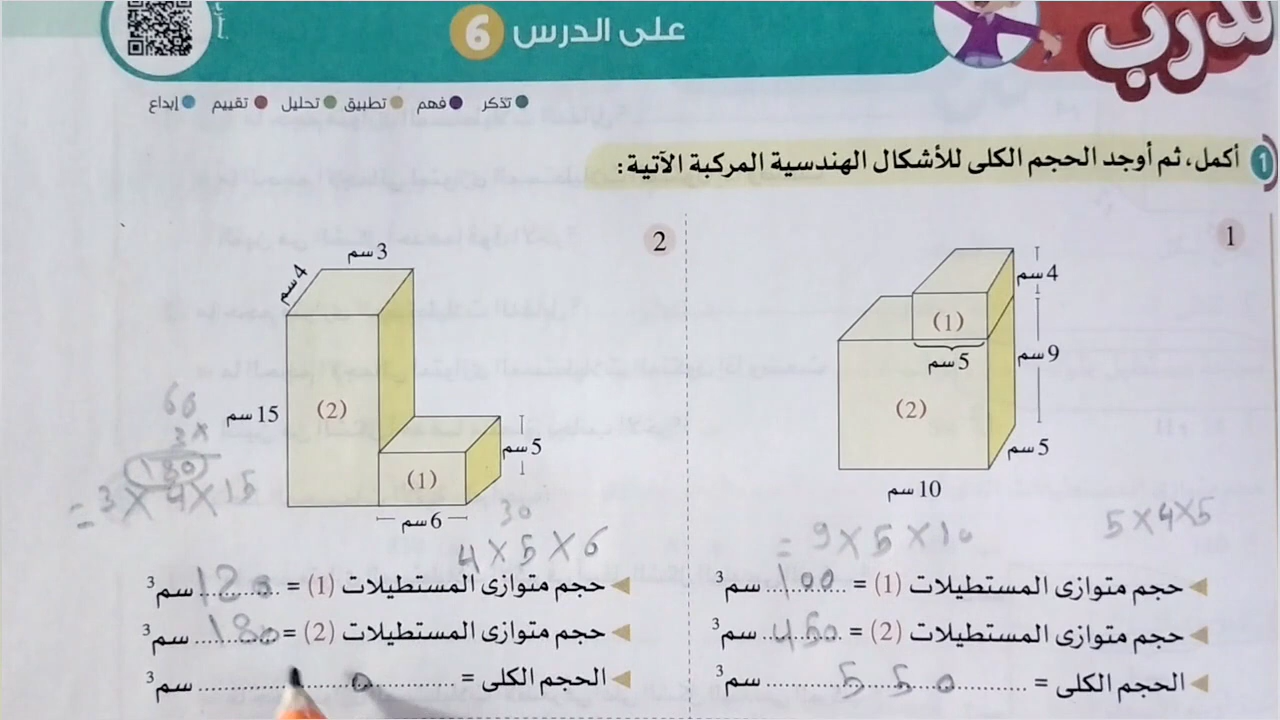 تدرب
على الدرس 6
تذكر فهم تطبيق تحليل تقييم إبداع
1 أكمل، ثم أوجد الحجم الكلى للأشكال الهندسية المركبة الآتية:
1
4 سم
(1)
5 سم
9 سم
(2)
5 سم
10 سم
5 × 4 × 5
= 9 × 5 × 10
حجم متوازى المستطيلات (1) = 100 سم³
حجم متوازى المستطيلات (2) = 450 سم³
الحجم الكلى = 550 سم³
2
3 سم
4 سم
15 سم
(2)
5 سم
(1)
6 سم
60
3 ×
180
= 3 × 4 × 15
30
4 × 5 × 6
حجم متوازى المستطيلات (1) = 120 سم³
حجم متوازى المستطيلات (2) = 180 سم³
الحجم الكلى = 0 سم³